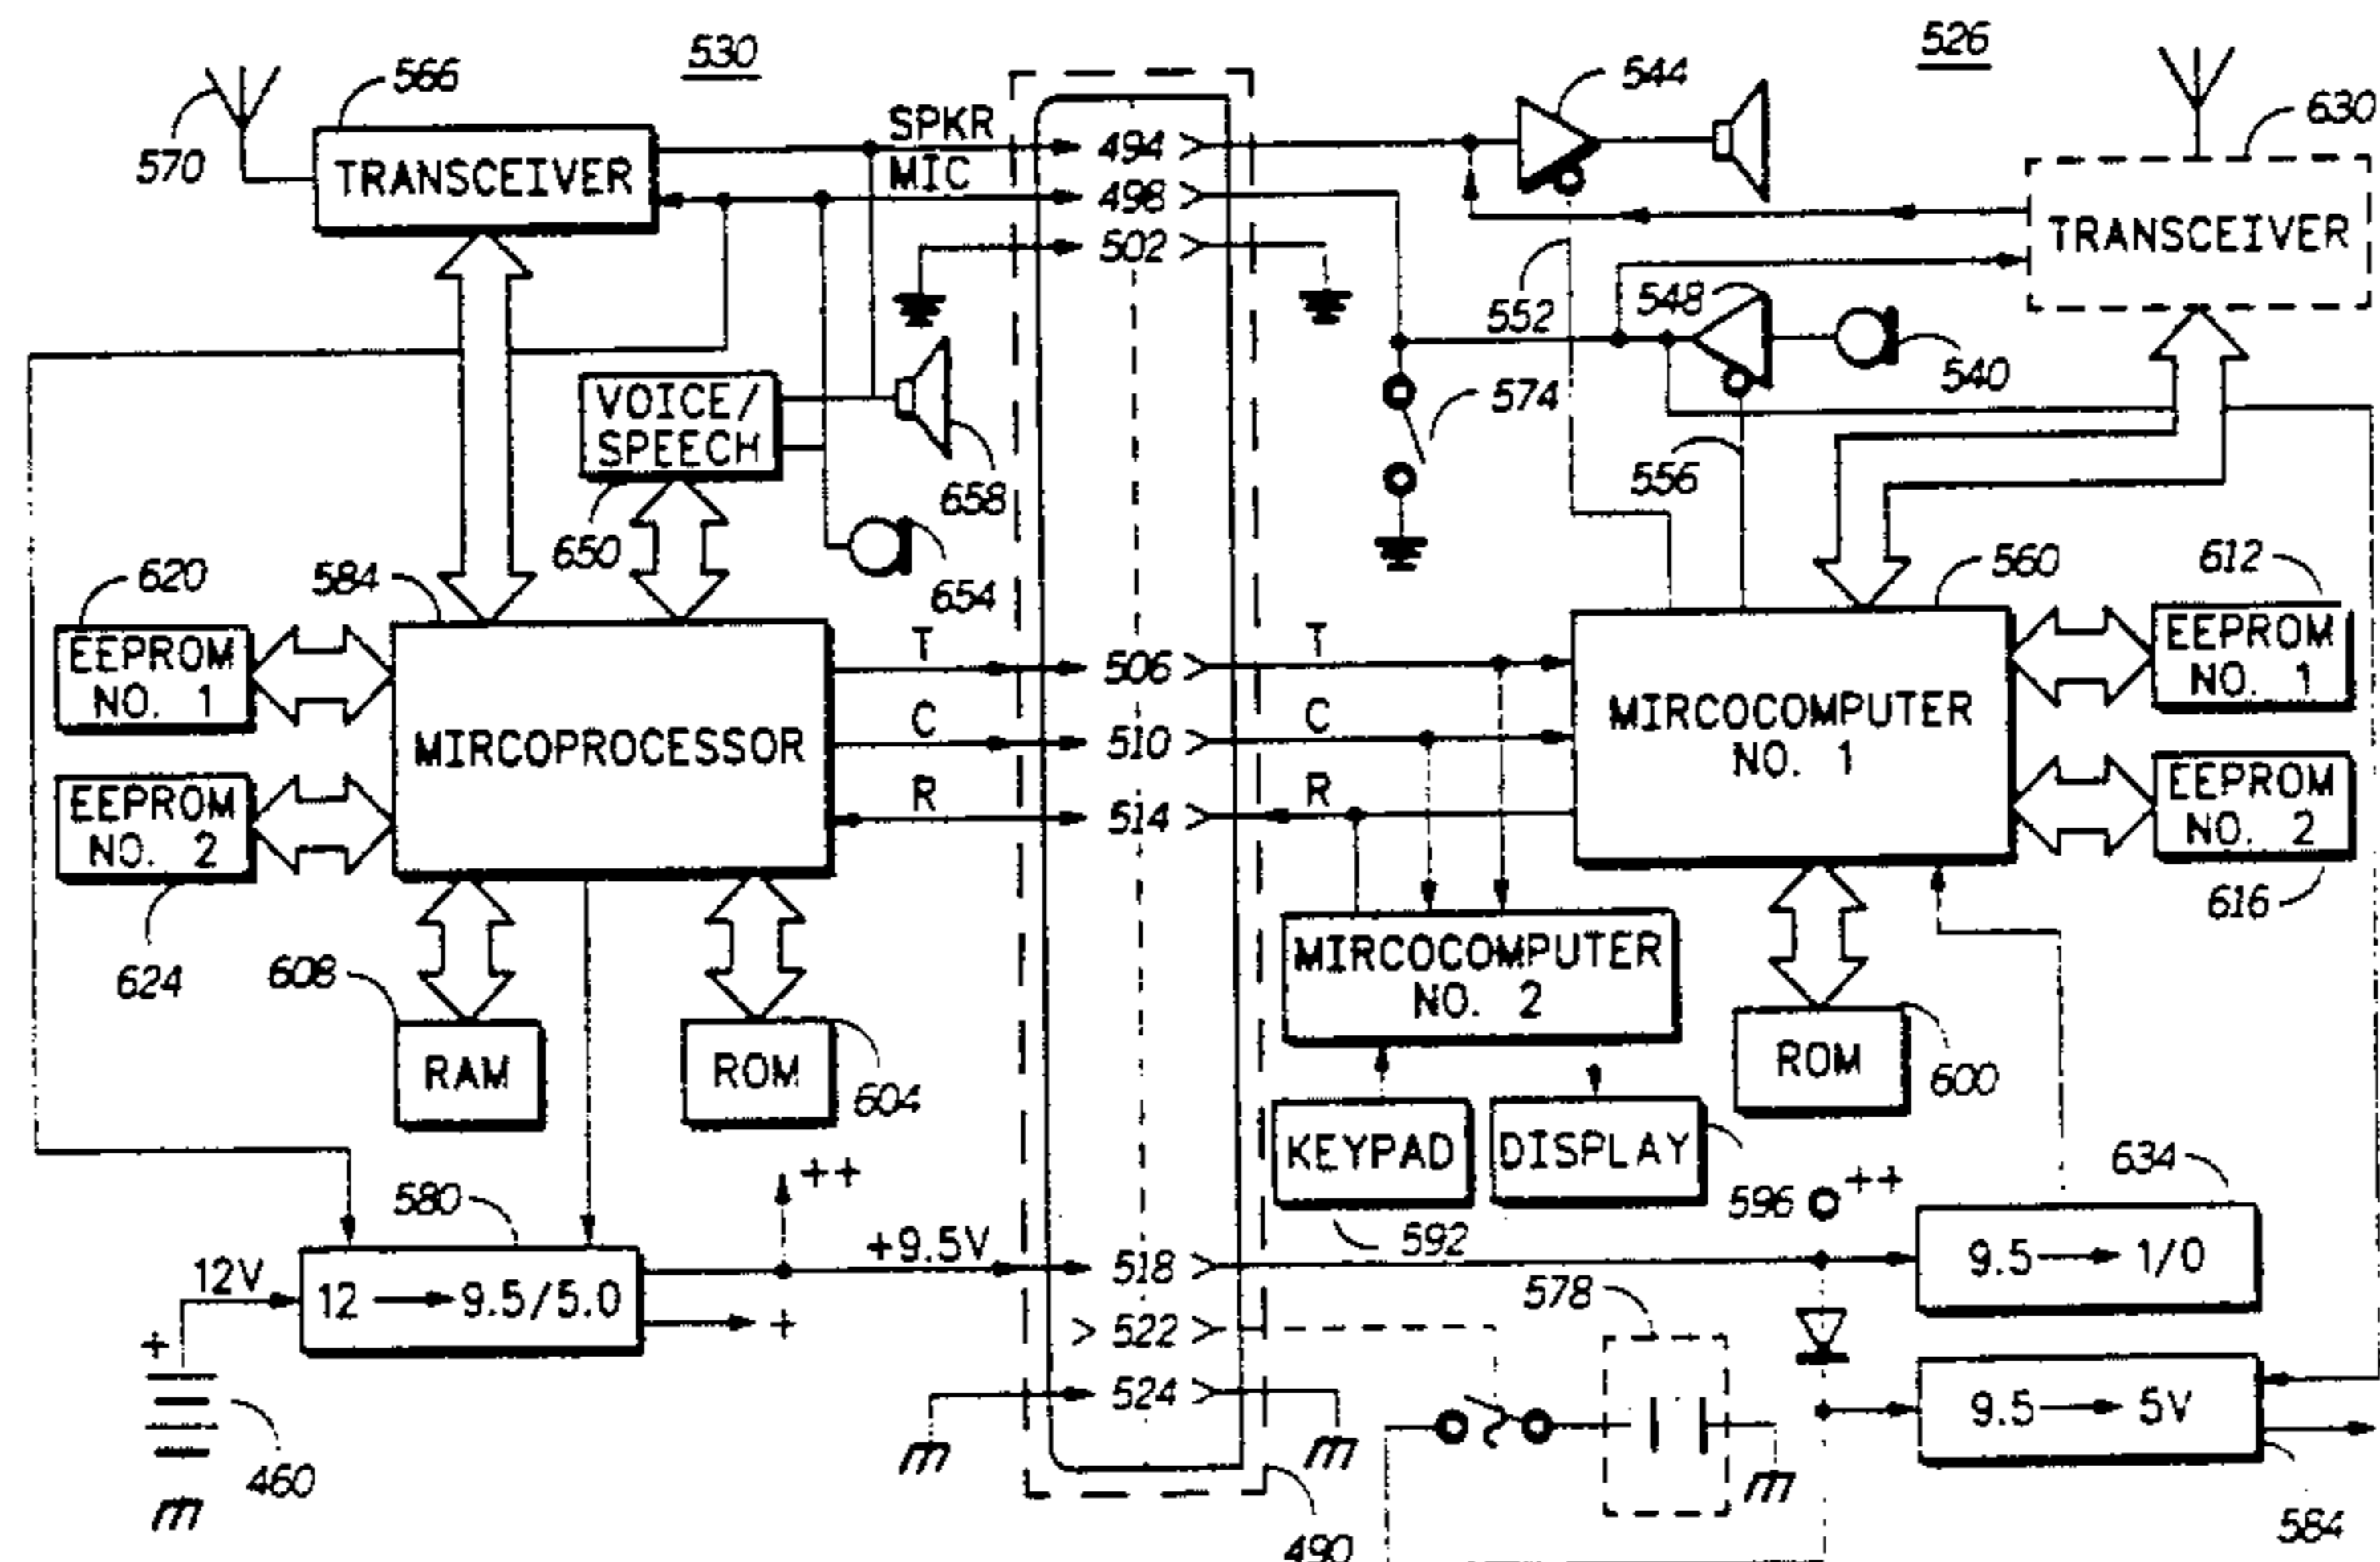 530
526
566
570
TRANSCEIVER
SPKR
MIC
494
498
502
544
630
TRANSCEIVER
552
548
540
574
556
VOICE/
SPEECH
658
650
654
620
584
EEPROM
NO. 1
EEPROM
NO. 2
624
MIRCOPROCESSOR
T
C
R
506
510
514
T
C
R
560
MIRCOCOMPUTER
NO. 1
612
EEPROM
NO. 1
EEPROM
NO. 2
616
608
RAM
ROM
604
MIRCOCOMPUTER
NO. 2
KEYPAD
592
DISPLAY
596
ROM
600
580
12V
12 → 9.5/5.0
++
+9.5V
+
+
460
518
522
524
490
578
++
634
9.5 → 1/0
9.5 → 5V
584